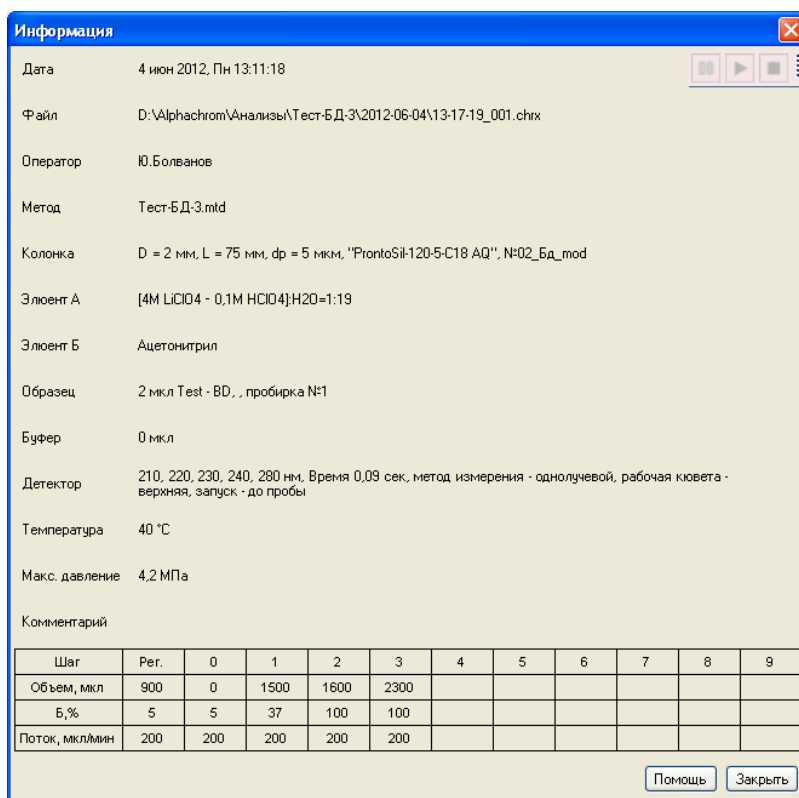 Информация
Дата 4 июн 2012, Пн 13:11:18
Файл D:\Alphachrom\Анализы\Тест-БД-3\2012-06-04\13-17-19_001.chrx
Оператор Ю.Болванов
Метод Тест-БД-3.mtd
Колонка D = 2 мм, L = 75 мм, dp = 5 мкм, "ProntoSil-120-5-C18 AQ", №02_Бд_mod
Элюент А [4M LiClO4 - 0,1M HClO4]:H2O=1:19
Элюент Б Ацетонитрил
Образец 2 мкл Test - BD, , пробирка №1
Буфер 0 мкл
Детектор 210, 220, 230, 240, 280 нм, Время 0,09 сек, метод измерения - однолучевой, рабочая кювета -
верхняя, запуск - до пробы
Температура 40 °C
Макс. давление 4,2 МПа
Комментарий
Шаг Рег. 0 1 2 3 4 5 6 7 8 9
Объем, мкл 900 0 1500 1600 2300
Б,% 5 5 37 100 100
Поток, мкл/мин 200 200 200 200 200
Помощь Закрыть